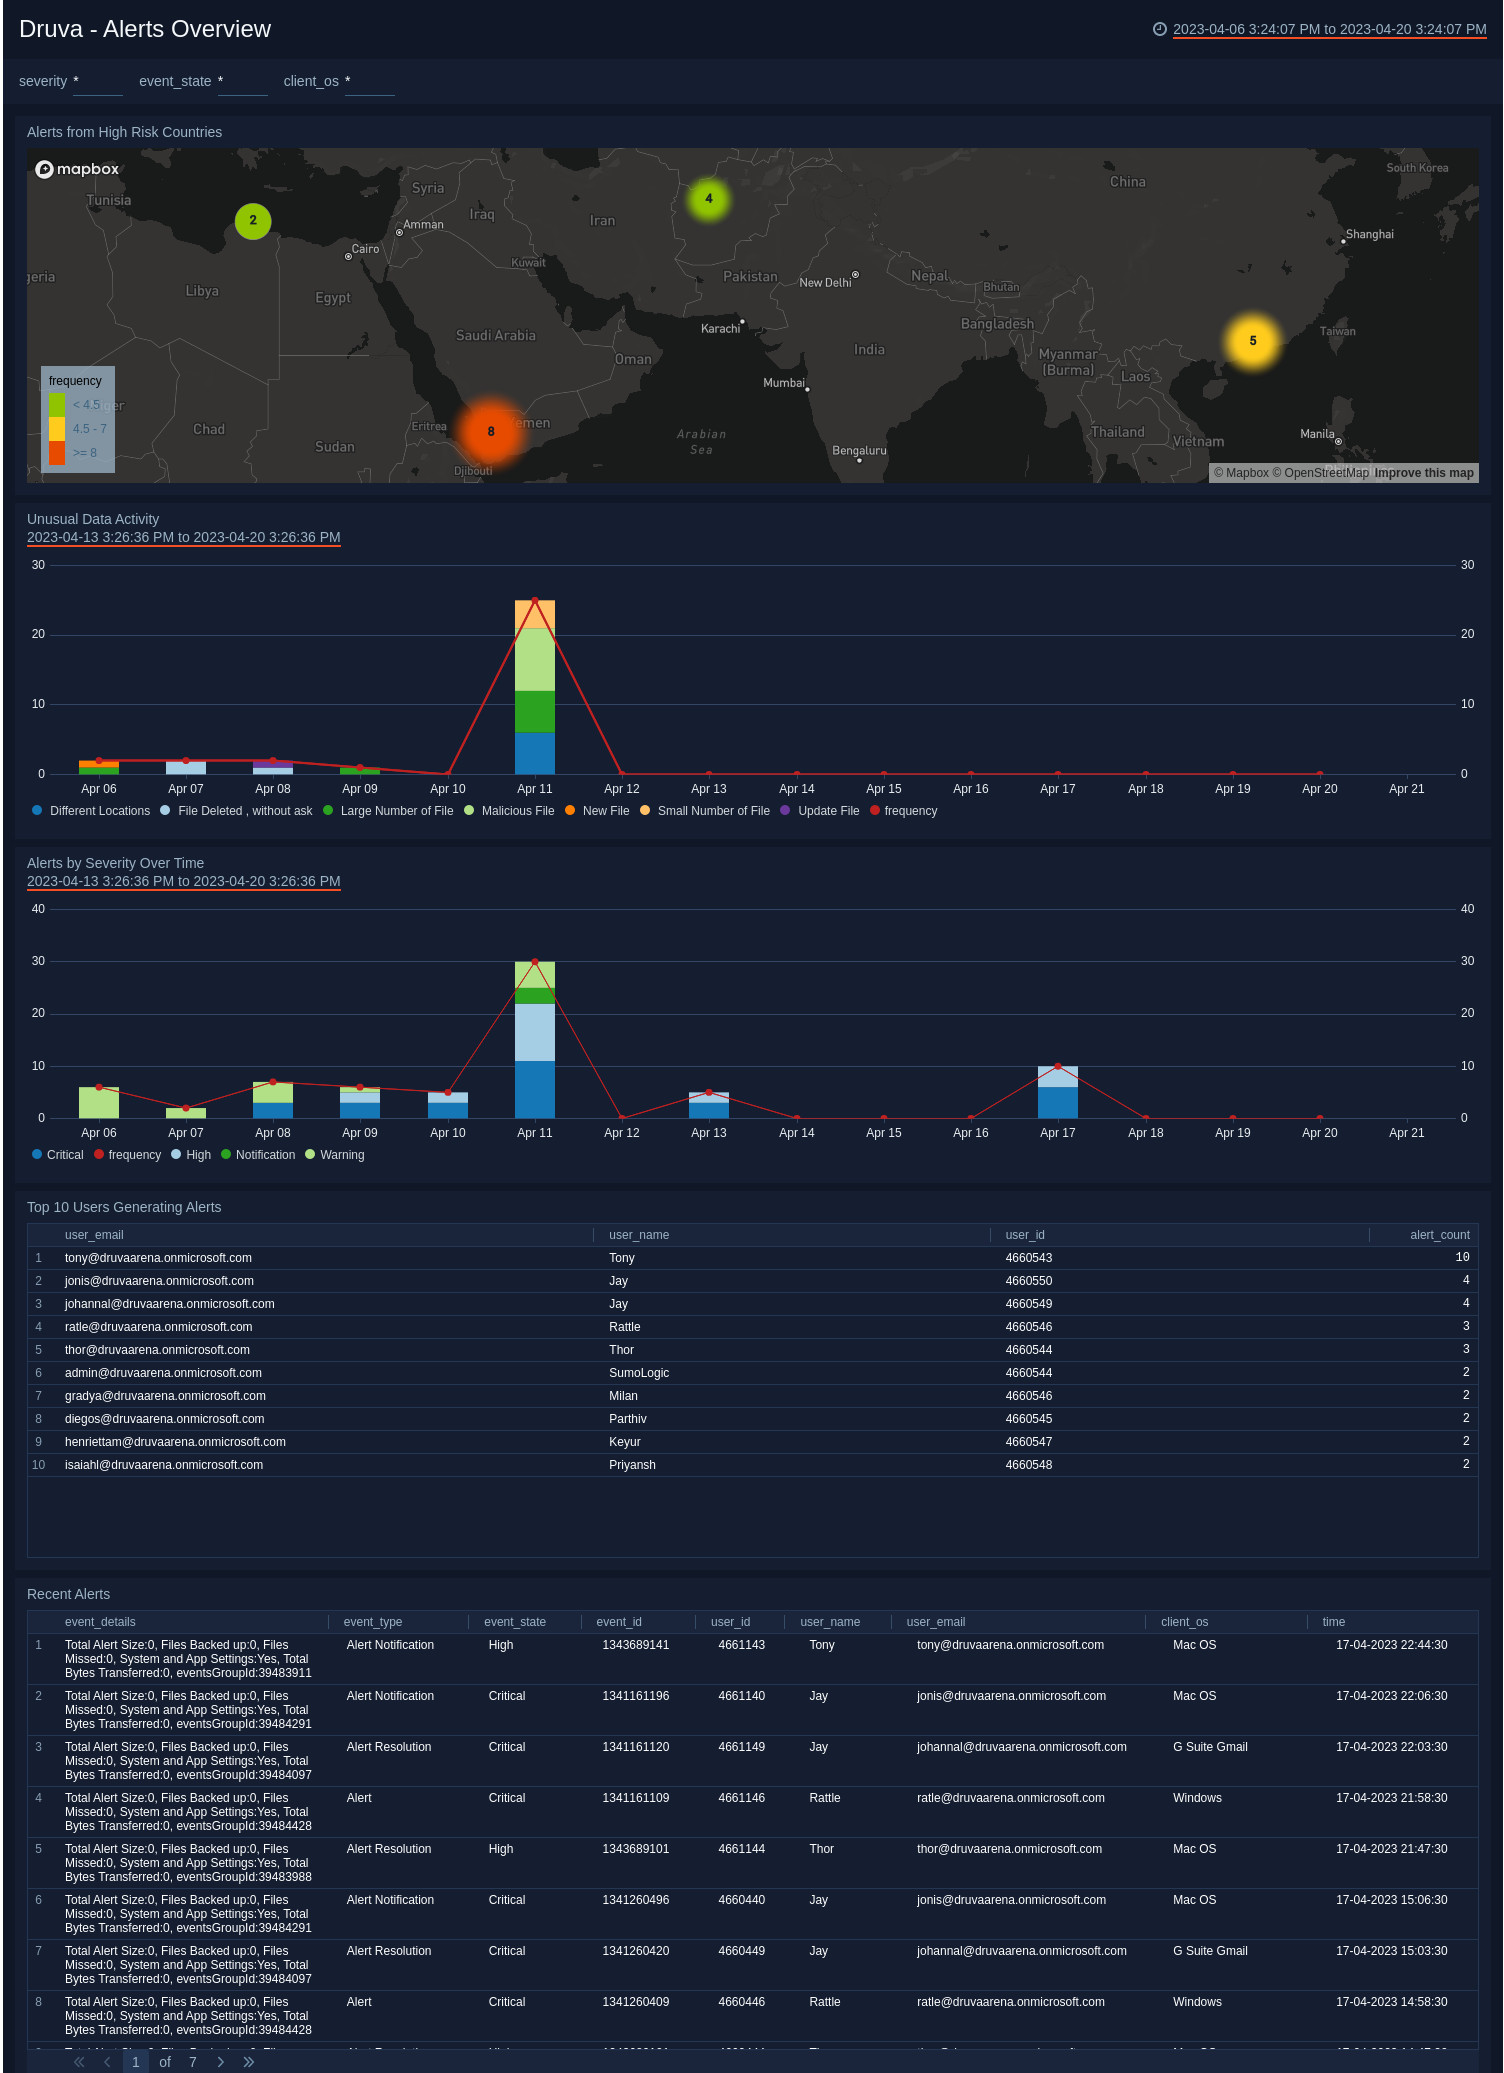 Druva - Alerts Overview
2023-04-06 3:24:07 PM to 2023-04-20 3:24:07 PM
severity * event_state * client_os *
Alerts from High Risk Countries
mapbox
Tunisia
Syria
Iraq
Iran
China
South Korea
2
4
Amman
Cairo
Shanghai
geria
Libya
Egypt
Kuwait
Pakistan
New Delhi
Nepal
Bhutan
Saudi Arabia
Karachi
Bangladesh
5
Taiwan
Oman
India
Myanmar
(Burma)
Laos
Mumbai
frequency
< 4.5
4.5 - 7
>= 8
Chad
Sudan
Eritrea
8
emen
Djibouti
Arabian
Sea
Bengaluru
Thailand
Vietnam
Manila
© Mapbox © OpenStreetMap Improve this map
Unusual Data Activity
2023-04-13 3:26:36 PM to 2023-04-20 3:26:36 PM
30 30
20 20
10 10
0 0
Apr 06 Apr 07 Apr 08 Apr 09 Apr 10 Apr 11 Apr 12 Apr 13 Apr 14 Apr 15 Apr 16 Apr 17 Apr 18 Apr 19 Apr 20 Apr 21
Different Locations File Deleted , without ask Large Number of File Malicious File New File Small Number of File Update File frequency
Alerts by Severity Over Time
2023-04-13 3:26:36 PM to 2023-04-20 3:26:36 PM
40 40
30 30
20 20
10 10
0 0
Apr 06 Apr 07 Apr 08 Apr 09 Apr 10 Apr 11 Apr 12 Apr 13 Apr 14 Apr 15 Apr 16 Apr 17 Apr 18 Apr 19 Apr 20 Apr 21
Critical frequency High Notification Warning
Top 10 Users Generating Alerts
user_email user_name user_id alert_count
1 tony@druvaarena.onmicrosoft.com Tony 4660543 10
2 jonis@druvaarena.onmicrosoft.com Jay 4660550 4
3 johannal@druvaarena.onmicrosoft.com Jay 4660549 4
4 ratle@druvaarena.onmicrosoft.com Rattle 4660546 3
5 thor@druvaarena.onmicrosoft.com Thor 4660544 3
6 admin@druvaarena.onmicrosoft.com SumoLogic 4660544 2
7 gradya@druvaarena.onmicrosoft.com Milan 4660546 2
8 diegos@druvaarena.onmicrosoft.com Parthiv 4660545 2
9 henriettam@druvaarena.onmicrosoft.com Keyur 4660547 2
10 isaiahl@druvaarena.onmicrosoft.com Priyansh 4660548 2
Recent Alerts
event_details event_type event_state event_id user_id user_name user_email client_os time
1 Total Alert Size:0, Files Backed up:0, Files Alert Notification High 1343689141 4661143 Tony tony@druvaarena.onmicrosoft.com Mac OS 17-04-2023 22:44:30
Missed:0, System and App Settings:Yes, Total
Bytes Transferred:0, eventsGroupId:39483911
2 Total Alert Size:0, Files Backed up:0, Files Alert Notification Critical 1341161196 4661140 Jay jonis@druvaarena.onmicrosoft.com Mac OS 17-04-2023 22:06:30
Missed:0, System and App Settings:Yes, Total
Bytes Transferred:0, eventsGroupId:39484291
3 Total Alert Size:0, Files Backed up:0, Files Alert Resolution Critical 1341161120 4661149 Jay johannal@druvaarena.onmicrosoft.com G Suite Gmail 17-04-2023 22:03:30
Missed:0, System and App Settings:Yes, Total
Bytes Transferred:0, eventsGroupId:39484097
4 Total Alert Size:0, Files Backed up:0, Files Alert Critical 1341161109 4661146 Rattle ratle@druvaarena.onmicrosoft.com Windows 17-04-2023 21:58:30
Missed:0, System and App Settings:Yes, Total
Bytes Transferred:0, eventsGroupId:39484428
5 Total Alert Size:0, Files Backed up:0, Files Alert Resolution High 1343689101 4661144 Thor thor@druvaarena.onmicrosoft.com Mac OS 17-04-2023 21:47:30
Missed:0, System and App Settings:Yes, Total
Bytes Transferred:0, eventsGroupId:39483988
6 Total Alert Size:0, Files Backed up:0, Files Alert Notification Critical 1341260496 4660440 Jay jonis@druvaarena.onmicrosoft.com Mac OS 17-04-2023 15:06:30
Missed:0, System and App Settings:Yes, Total
Bytes Transferred:0, eventsGroupId:39484291
7 Total Alert Size:0, Files Backed up:0, Files Alert Resolution Critical 1341260420 4660449 Jay johannal@druvaarena.onmicrosoft.com G Suite Gmail 17-04-2023 15:03:30
Missed:0, System and App Settings:Yes, Total
Bytes Transferred:0, eventsGroupId:39484097
8 Total Alert Size:0, Files Backed up:0, Files Alert Critical 1341260409 4660446 Rattle ratle@druvaarena.onmicrosoft.com Windows 17-04-2023 14:58:30
Missed:0, System and App Settings:Yes, Total
Bytes Transferred:0, eventsGroupId:39484428
1 of 7